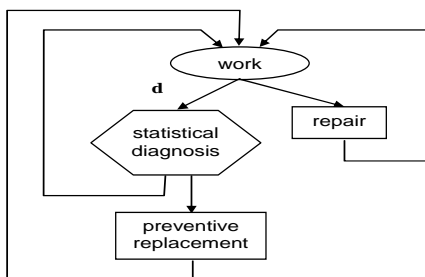 work
d
statistical
diagnosis
repair
preventive
replacement